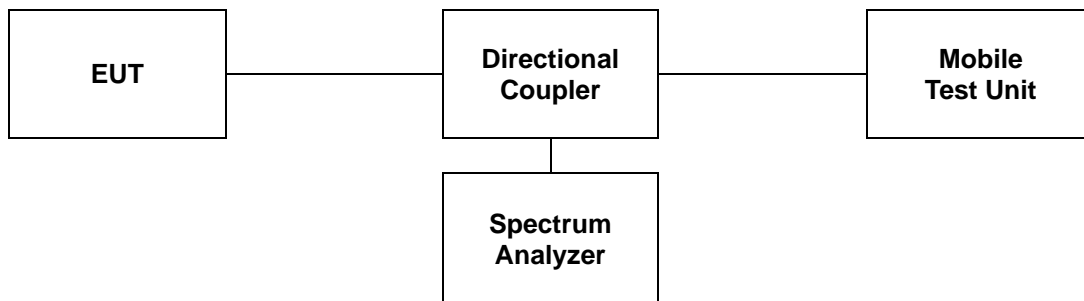 EUT
Directional
Coupler
Mobile
Test Unit
Spectrum
Analyzer